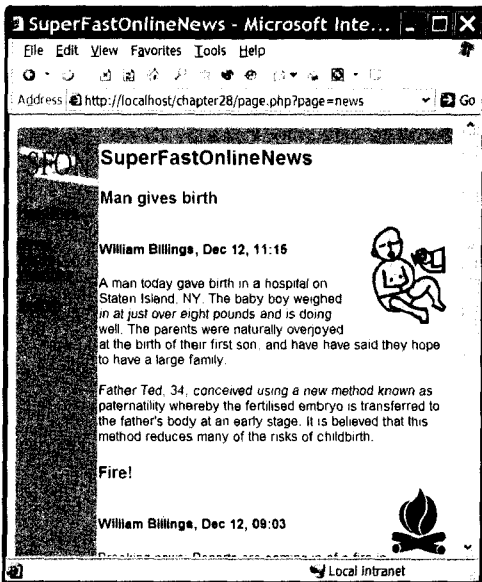 SuperFastOnlineNews - Microsoft Inte...
File Edit View Favorites Tools Help
Address http://localhost/chapter28/page.php?page=news Go
SFO
SuperFastOnlineNews
Man gives birth
William Billings, Dec 12, 11:15
A man today gave birth in a hospital on
Staten Island, NY. The baby boy weighed
in at just over eight pounds and is doing
well. The parents were naturally overjoyed
at the birth of their first son, and have have said they hope
to have a large family.
Father Ted, 34, conceived using a new method known as
paternatility whereby the fertilised embryo is transferred to
the father's body at an early stage. It is believed that this
method reduces many of the risks of childbirth.
Fire!
William Billings, Dec 12, 09:03
Local intranet